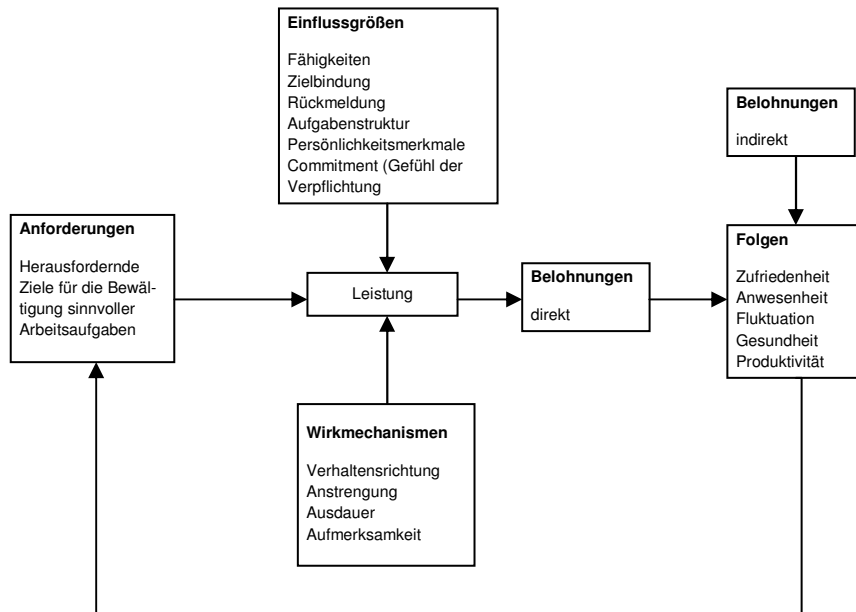 Einflussgrößen
Fähigkeiten
Zielbindung
Rückmeldung
Aufgabenstruktur
Persönlichkeitsmerkmale
Commitment (Gefühl der
Verpflichtung
Belohnungen
indirekt
Anforderungen
Herausfordernde
Ziele für die Bewäl-
tigung sinnvoller
Arbeitsaufgaben
Leistung
Belohnungen
direkt
Folgen
Zufriedenheit
Anwesenheit
Fluktuation
Gesundheit
Produktivität
Wirkmechanismen
Verhaltensrichtung
Anstrengung
Ausdauer
Aufmerksamkeit